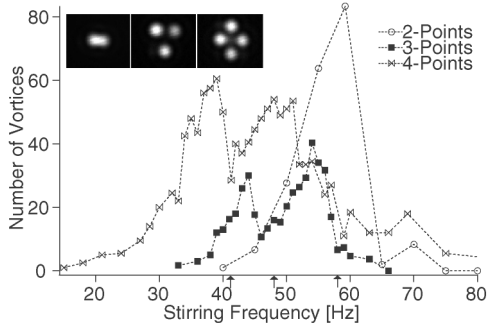 80
60
40
20
0
Number of Vortices
2-Points
3-Points
4-Points
20 30 40 50 60 70 80
Stirring Frequency [Hz]